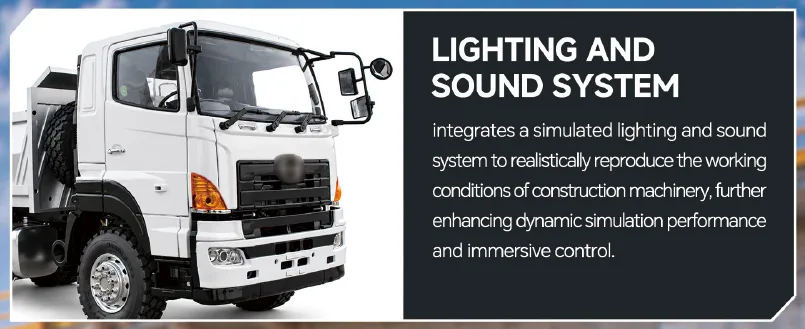 LIGHTING AND
SOUND SYSTEM
integrates a simulated lighting and sound
system to realistically reproduce the working
conditions of construction machinery, further
enhancing dynamic simulation performance
and immersive control.